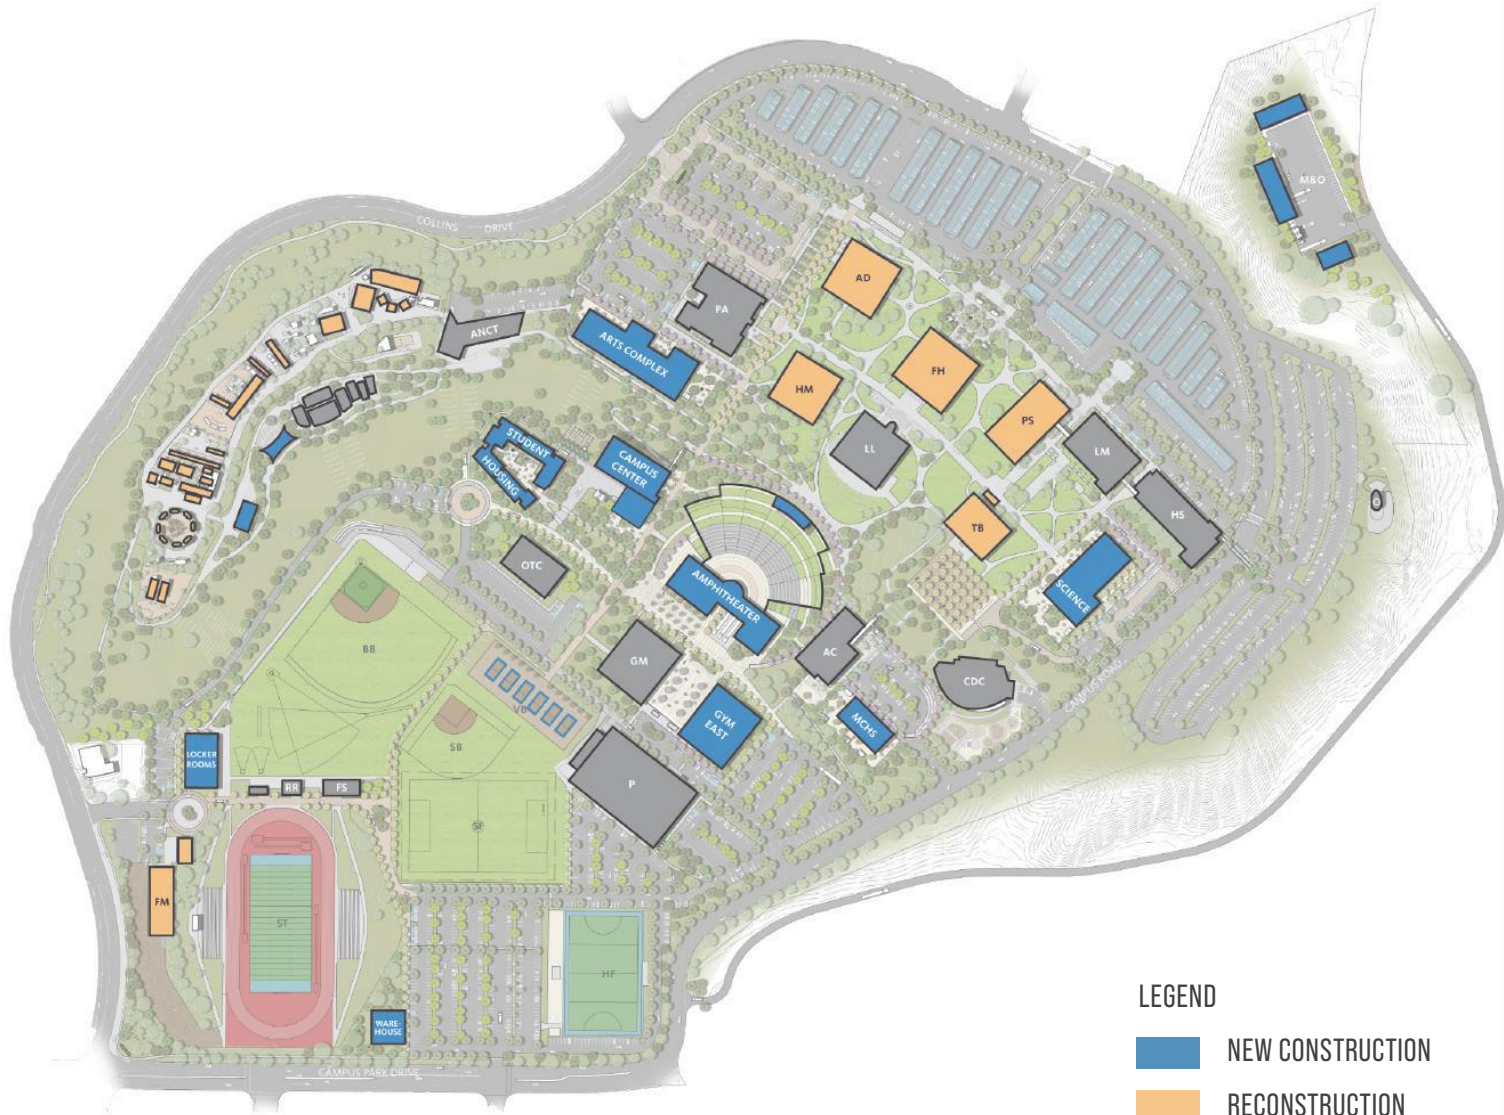 COLLINS DRIVE
M&O
AD
PA
ANCT
ARTS COMPLEX
FH
HM
PS
LL
LM
STUDENT
HOUSING
CAMPUS
CENTER
HS
TB
OTC
AMPHITHEATER
SCIENCE
BB
GM
AC
CDC
CAMPUS ROAD
GYM
EAST
MCHS
VB
SB
LOCKER
ROOMS
RR
FS
P
SF
FM
ST
HF
WARE-
HOUSE
CAMPUS PARK DRIVE
LEGEND
NEW CONSTRUCTION
RECONSTRUCTION